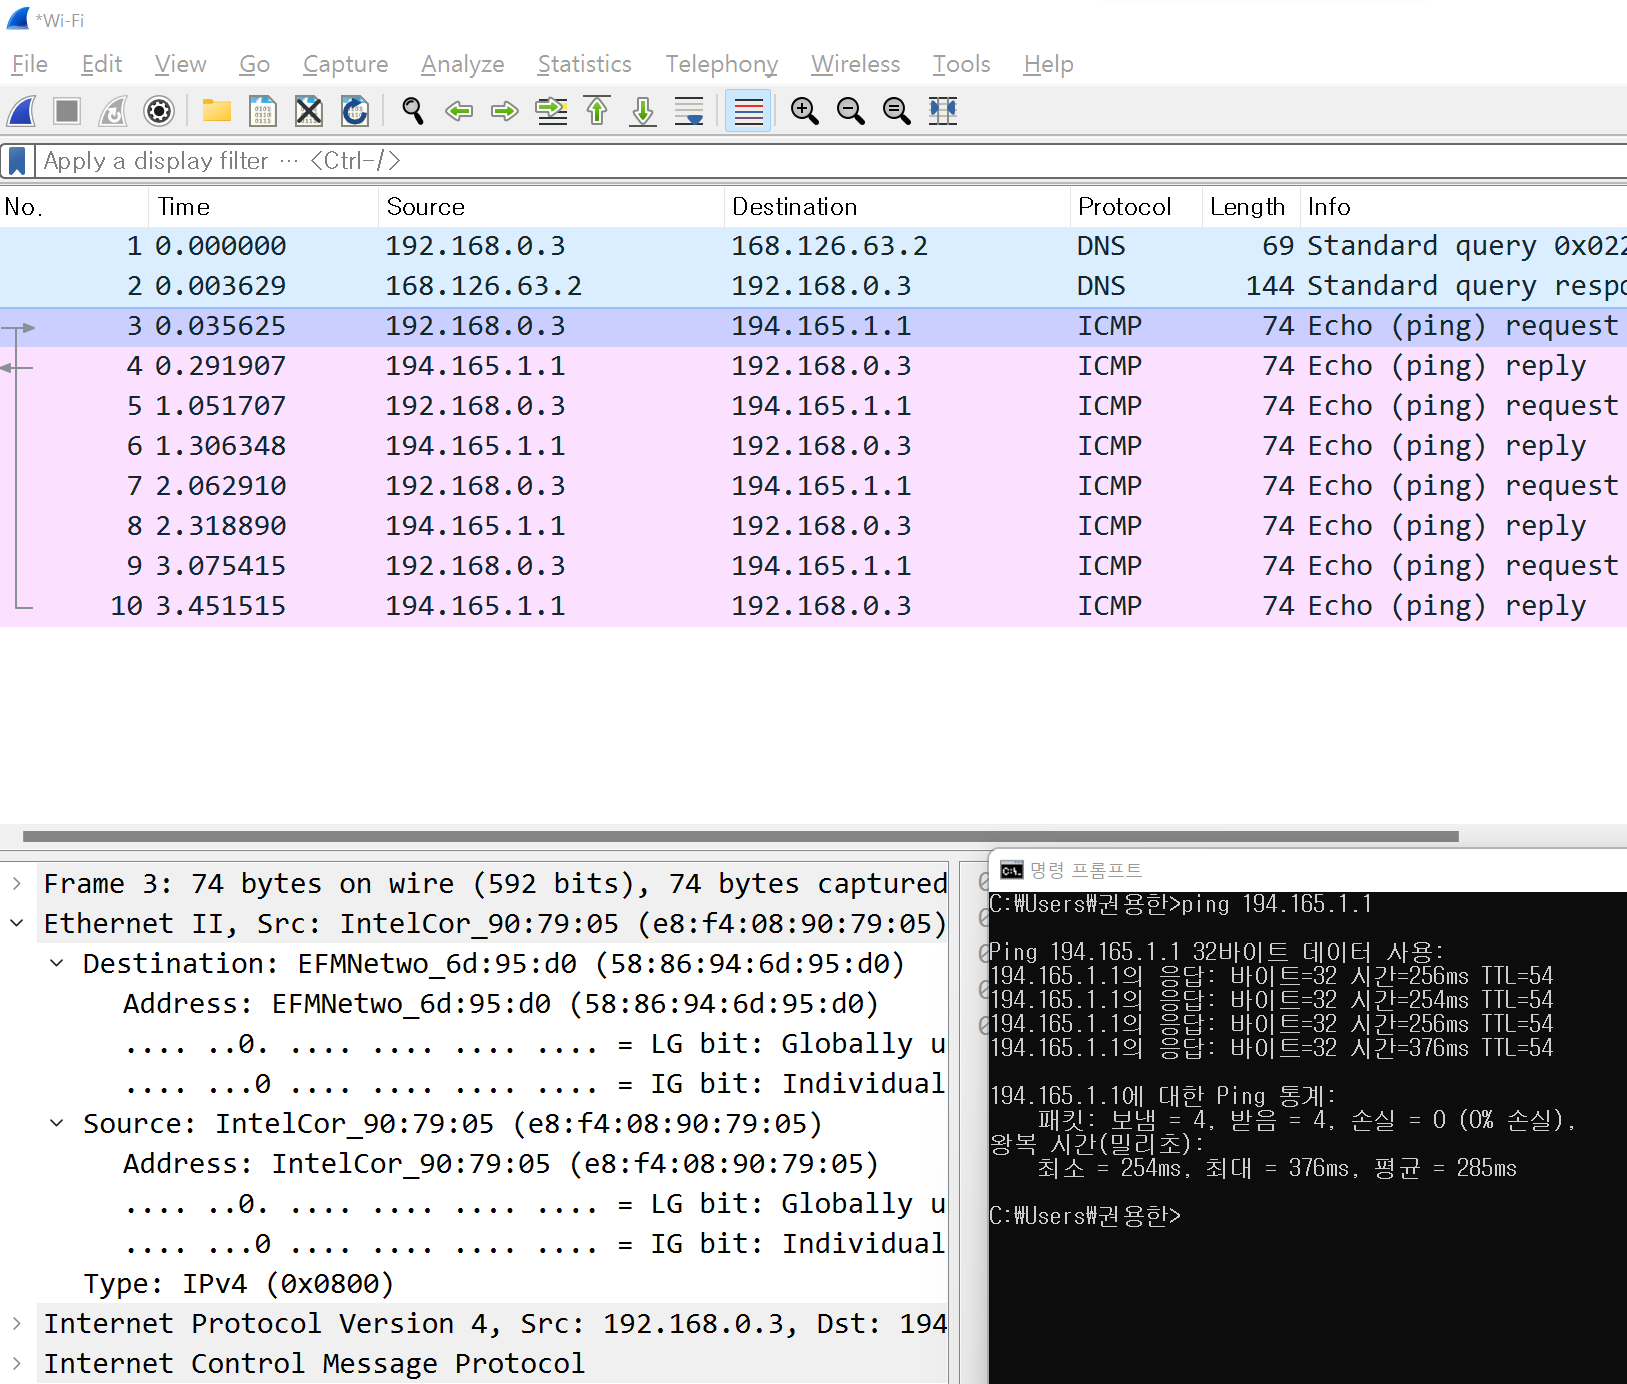 *Wi-Fi
File Edit View Go Capture Analyze Statistics Telephony Wireless Tools Help
Apply a display filter ··· <Ctrl-/>
No. Time Source Destination Protocol Length Info
1 0.000000 192.168.0.3 168.126.63.2 DNS 69 Standard query 0x022
2 0.003629 168.126.63.2 192.168.0.3 DNS 144 Standard query respo
3 0.035625 192.168.0.3 194.165.1.1 ICMP 74 Echo (ping) request
4 0.291907 194.165.1.1 192.168.0.3 ICMP 74 Echo (ping) reply
5 1.051707 192.168.0.3 194.165.1.1 ICMP 74 Echo (ping) request
6 1.306348 194.165.1.1 192.168.0.3 ICMP 74 Echo (ping) reply
7 2.062910 192.168.0.3 194.165.1.1 ICMP 74 Echo (ping) request
8 2.318890 194.165.1.1 192.168.0.3 ICMP 74 Echo (ping) reply
9 3.075415 192.168.0.3 194.165.1.1 ICMP 74 Echo (ping) request
10 3.451515 194.165.1.1 192.168.0.3 ICMP 74 Echo (ping) reply
Frame 3: 74 bytes on wire (592 bits), 74 bytes captured
Ethernet II, Src: IntelCor_90:79:05 (e8:f4:08:90:79:05)
Destination: EFMNetwo_6d:95:d0 (58:86:94:6d:95:d0)
Address: EFMNetwo_6d:95:d0 (58:86:94:6d:95:d0)
.... ..0. .... .... .... .... = LG bit: Globally u
.... ...0 .... .... .... .... = IG bit: Individual
Source: IntelCor_90:79:05 (e8:f4:08:90:79:05)
Address: IntelCor_90:79:05 (e8:f4:08:90:79:05)
.... ..0. .... .... .... .... = LG bit: Globally u
.... ...0 .... .... .... .... = IG bit: Individual
Type: IPv4 (0x0800)
Internet Protocol Version 4, Src: 192.168.0.3, Dst: 194
Internet Control Message Protocol
명령 프롬프트
C:₩Users₩권용한>ping 194.165.1.1
Ping 194.165.1.1 32바이트 데이터 사용:
194.165.1.1의 응답: 바이트=32 시간=256ms TTL=54
194.165.1.1의 응답: 바이트=32 시간=254ms TTL=54
194.165.1.1의 응답: 바이트=32 시간=256ms TTL=54
194.165.1.1의 응답: 바이트=32 시간=376ms TTL=54
194.165.1.1에 대한 Ping 통계:
패킷: 보냄 = 4, 받음 = 4, 손실 = 0 (0% 손실),
왕복 시간(밀리초):
최소 = 254ms, 최대 = 376ms, 평균 = 285ms
C:₩Users₩권용한>